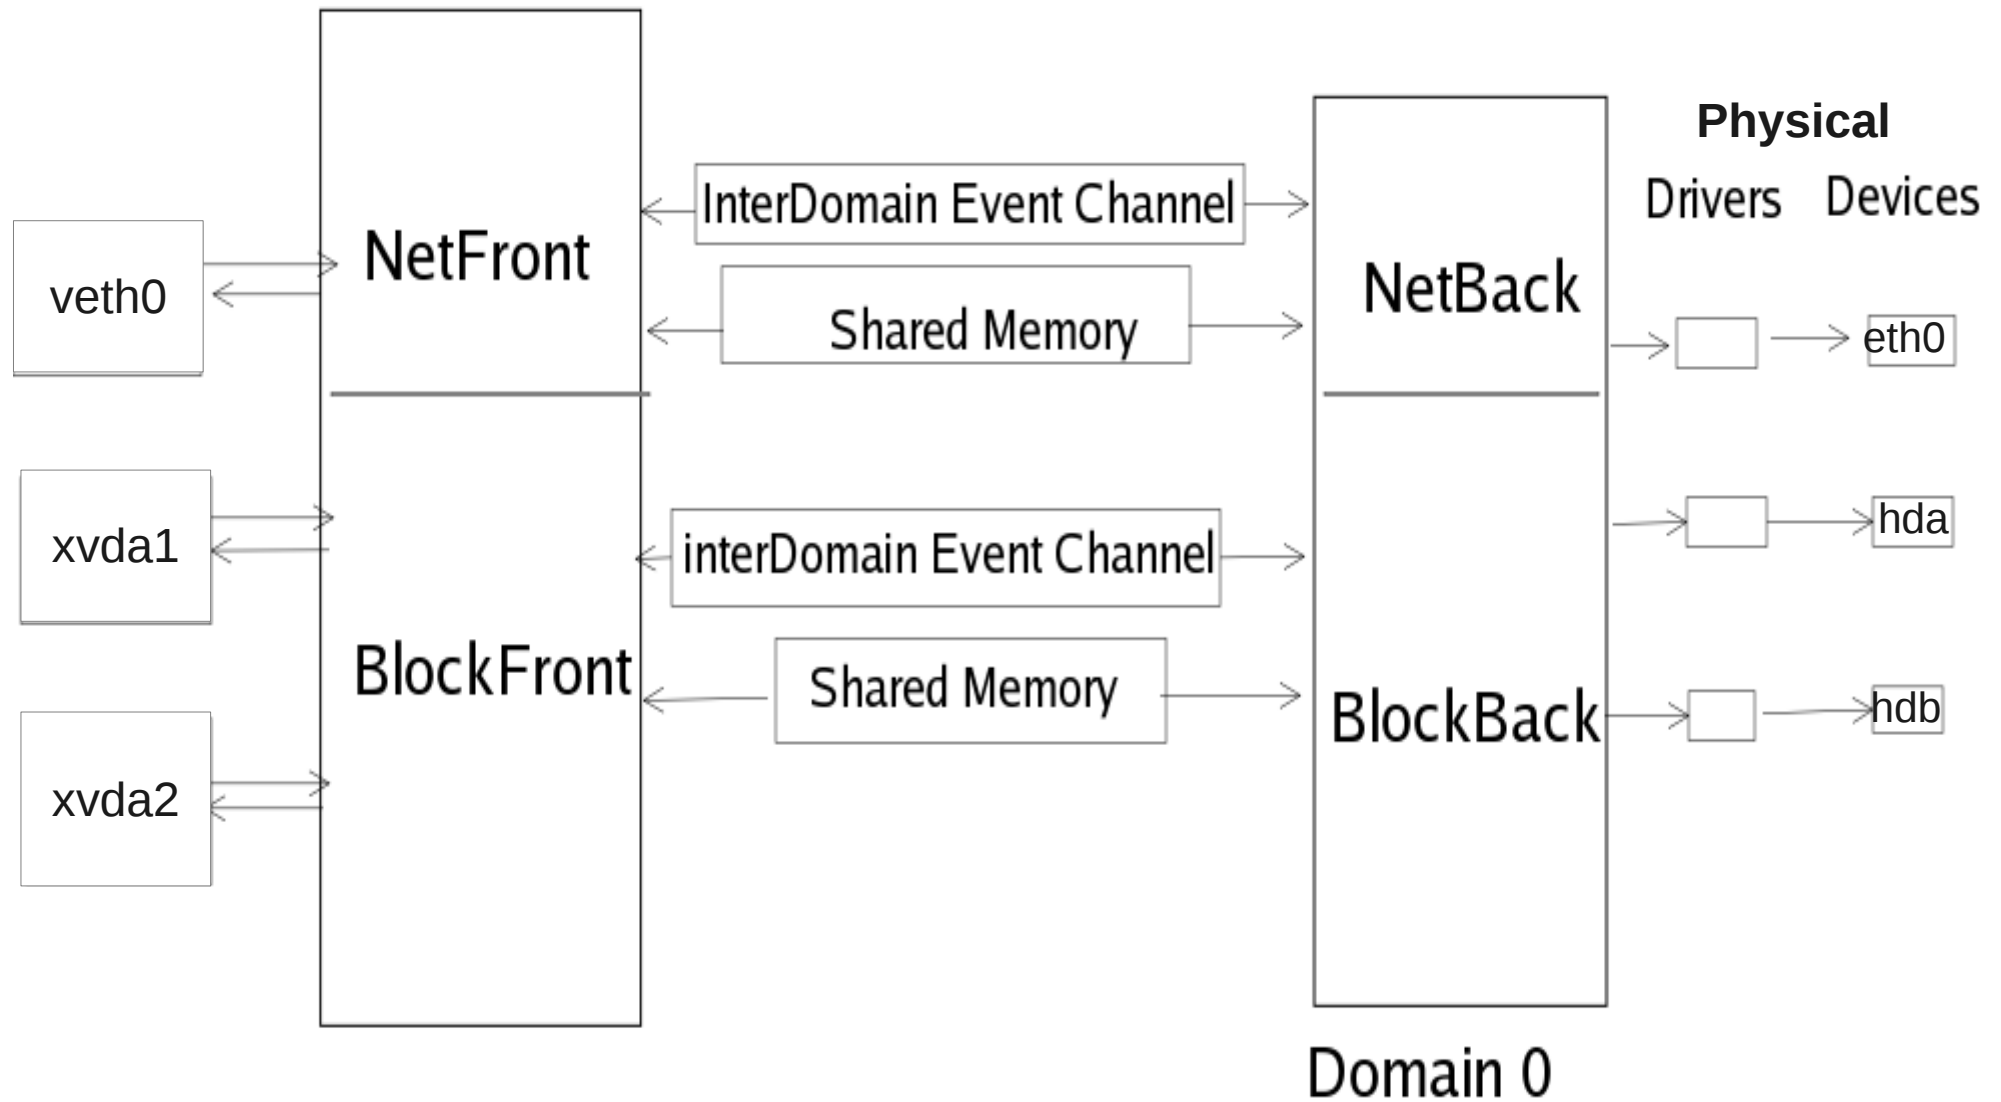 Physical
Drivers Devices
InterDomain Event Channel
NetFront
NetBack
veth0
Shared Memory
eth0
xvda1
interDomain Event Channel
hda
BlockFront
Shared Memory
BlockBack
hdb
xvda2
Domain 0